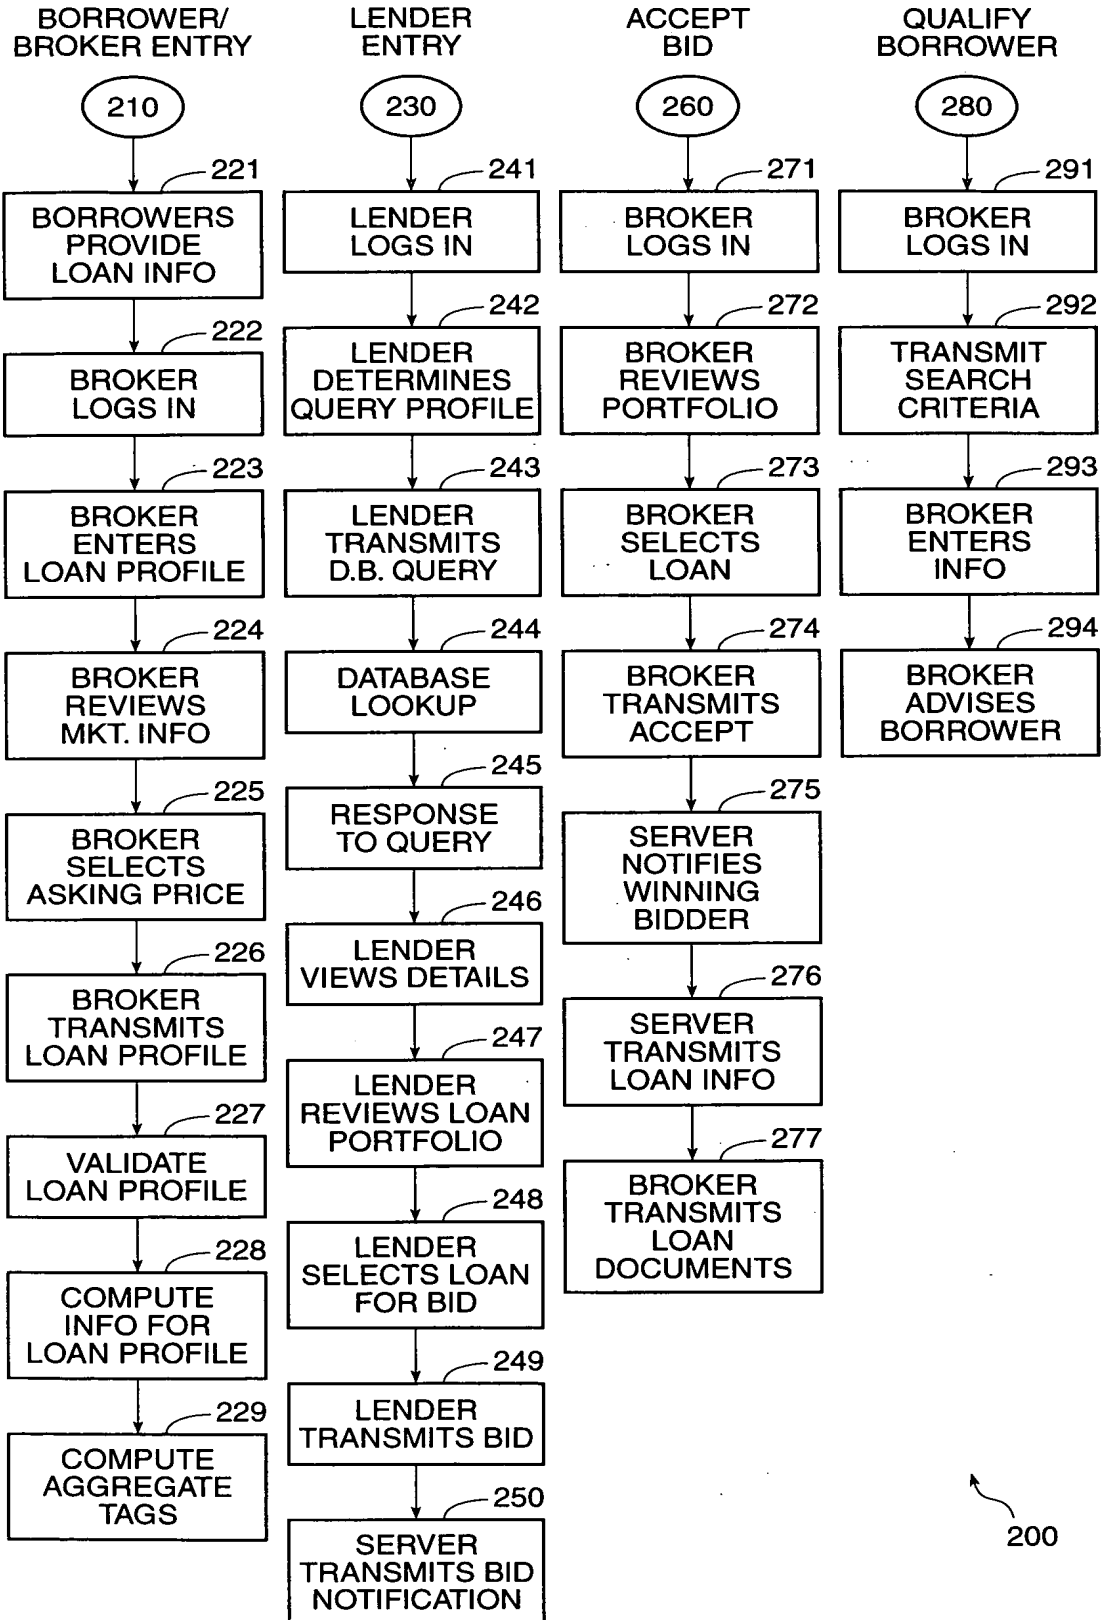 BORROWER/
BROKER ENTRY
210
221
BORROWERS
PROVIDE
LOAN INFO
222
BROKER
LOGS IN
223
BROKER
ENTERS
LOAN PROFILE
224
BROKER
REVIEWS
MKT. INFO
225
BROKER
SELECTS
ASKING PRICE
226
BROKER
TRANSMITS
LOAN PROFILE
227
VALIDATE
LOAN PROFILE
228
COMPUTE
INFO FOR
LOAN PROFILE
229
COMPUTE
AGGREGATE
TAGS
LENDER
ENTRY
230
241
LENDER
LOGS IN
242
LENDER
DETERMINES
QUERY PROFILE
243
LENDER
TRANSMITS
D.B. QUERY
244
DATABASE
LOOKUP
245
RESPONSE
TO QUERY
246
LENDER
VIEWS DETAILS
247
LENDER
REVIEWS LOAN
PORTFOLIO
248
LENDER
SELECTS LOAN
FOR BID
249
LENDER
TRANSMITS BID
250
SERVER
TRANSMITS BID
NOTIFICATION
ACCEPT
BID
260
271
BROKER
LOGS IN
272
BROKER
REVIEWS
PORTFOLIO
273
BROKER
SELECTS
LOAN
274
BROKER
TRANSMITS
ACCEPT
275
SERVER
NOTIFIES
WINNING
BIDDER
276
SERVER
TRANSMITS
LOAN INFO
277
BROKER
TRANSMITS
LOAN
DOCUMENTS
QUALIFY
BORROWER
280
291
BROKER
LOGS IN
292
TRANSMIT
SEARCH
CRITERIA
293
BROKER
ENTERS
INFO
294
BROKER
ADVISES
BORROWER
200